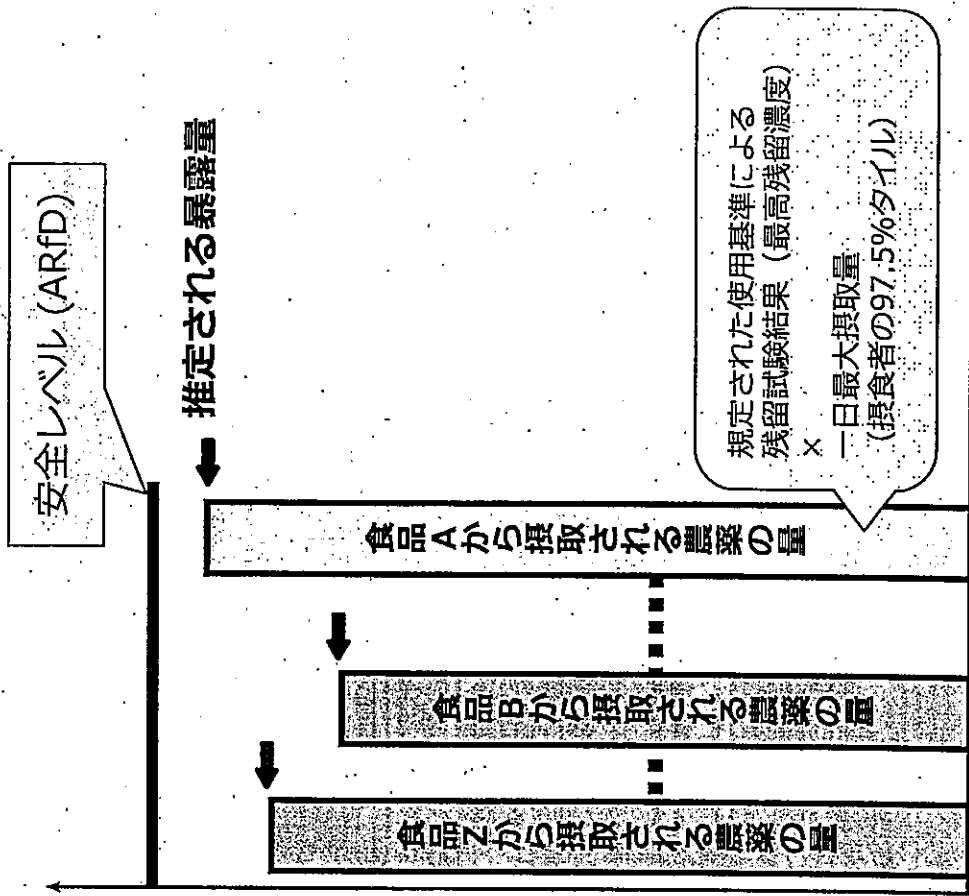 安全レベル (ARfD)
推定される暴露量
食品Aから摂取される農薬の量
食品Bから摂取される農薬の量
食品Zから摂取される農薬の量
規定された使用基準による
残留試験結果（最高残留濃度）
×
一日最大摂取量
（摂食者の97.5%タイル）